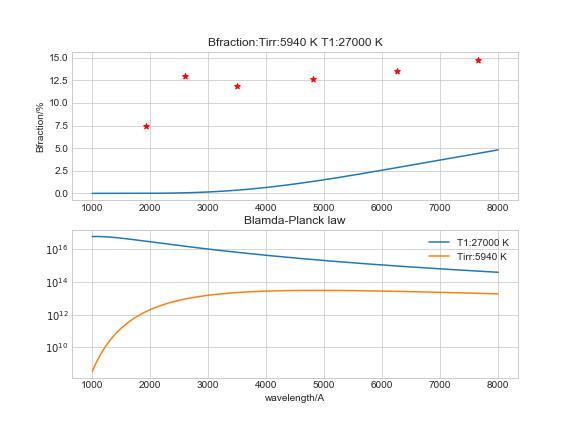 Bfraction:Tirr:5940 K T1:27000 K
15.0
12.5
10.0
7.5
5.0
2.5
0.0
Bfraction/%
1000 2000 3000 4000 5000 6000 7000 8000
Blamda-Planck law
T1:27000 K
Tirr:5940 K
10^16
10^14
10^12
10^10
1000 2000 3000 4000 5000 6000 7000 8000
wavelength/A